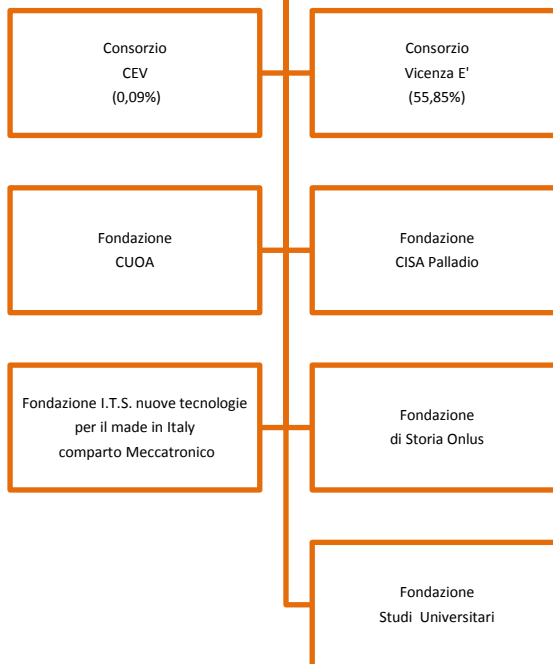 Consorzio
CEV
(0,09%)
Consorzio
Vicenza E'
(55,85%)
Fondazione
CUOA
Fondazione
CISA Palladio
Fondazione I.T.S. nuove tecnologie
per il made in Italy
comparto Meccatronico
Fondazione
di Storia Onlus
Fondazione
Studi Universitari